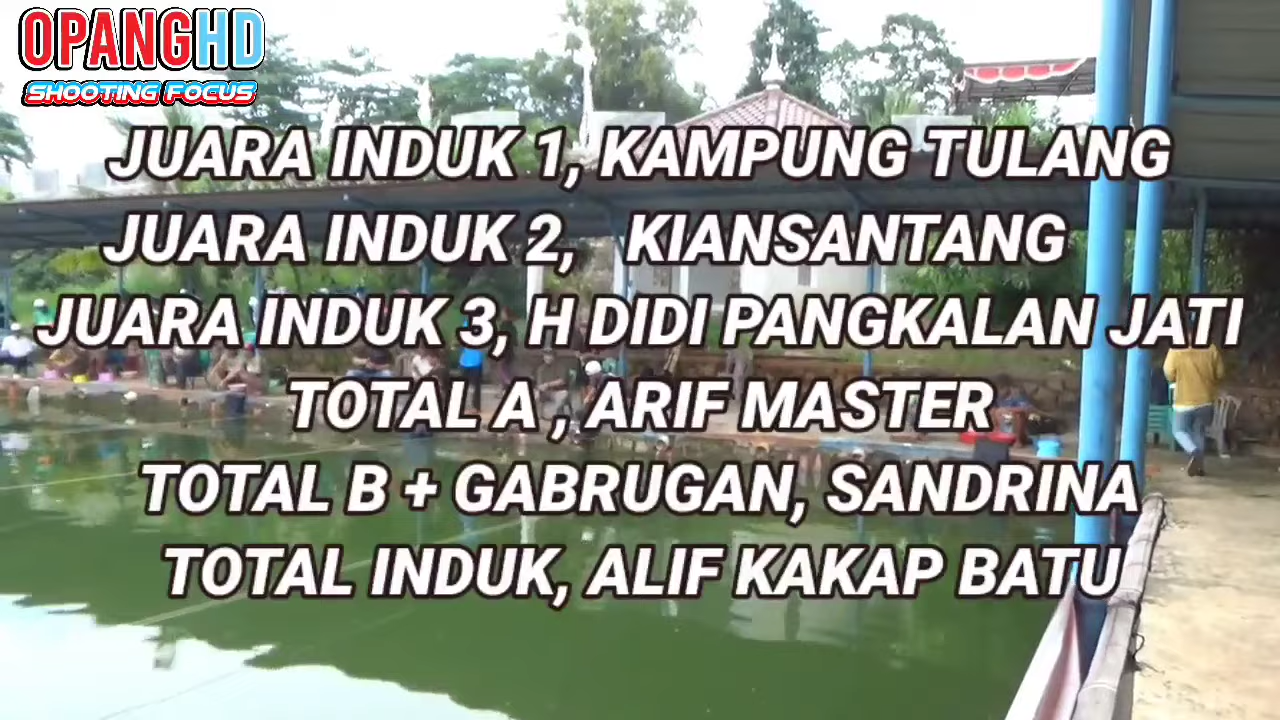 OPANGHD
SHOOTING FOCUS
JUARA INDUK 1, KAMPUNG TULANG
JUARA INDUK 2, KIANSANTANG
JUARA INDUK 3, H DIDI PANGKALAN JATI
TOTAL A , ARIF MASTER
TOTAL B + GABRUGAN, SANDRINA
TOTAL INDUK, ALIF KAKAP BATU